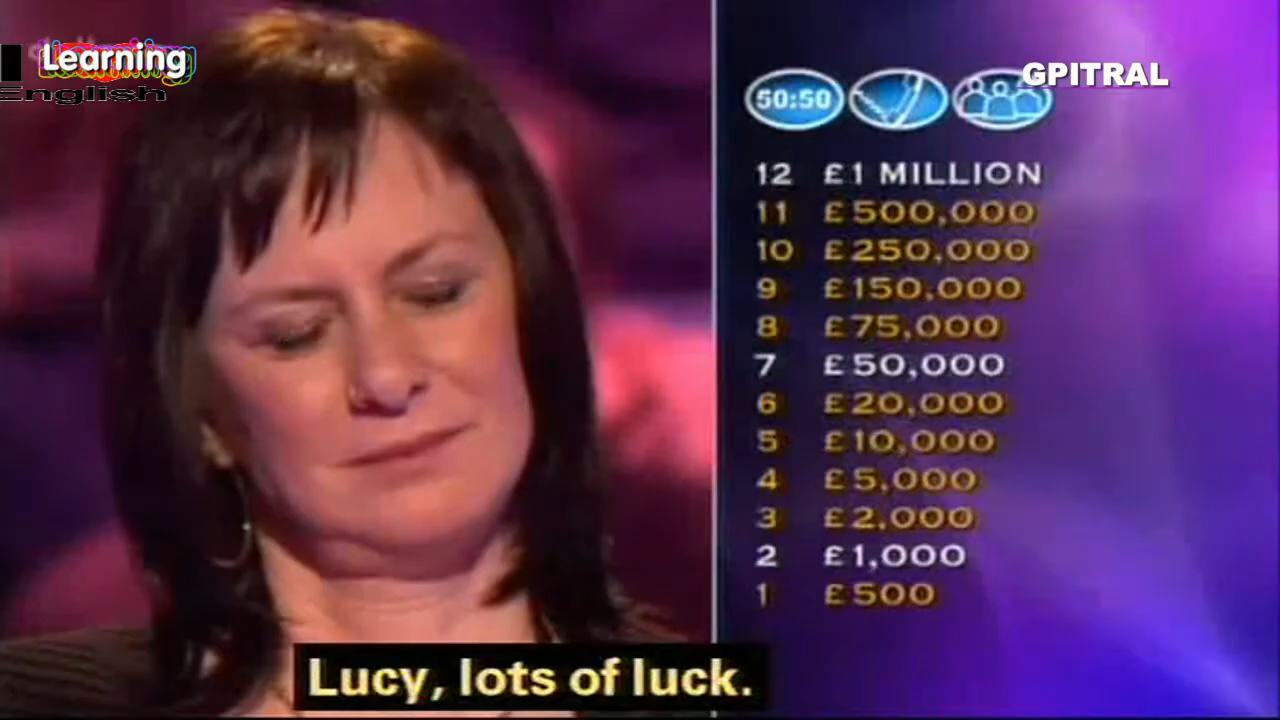 Learning
English
GPITRAL
50:50
12 £1 MILLION
11 £500,000
10 £250,000
9 £150,000
8 £75,000
7 £50,000
6 £20,000
5 £10,000
4 £5,000
3 £2,000
2 £1,000
1 £500
Lucy, lots of luck.